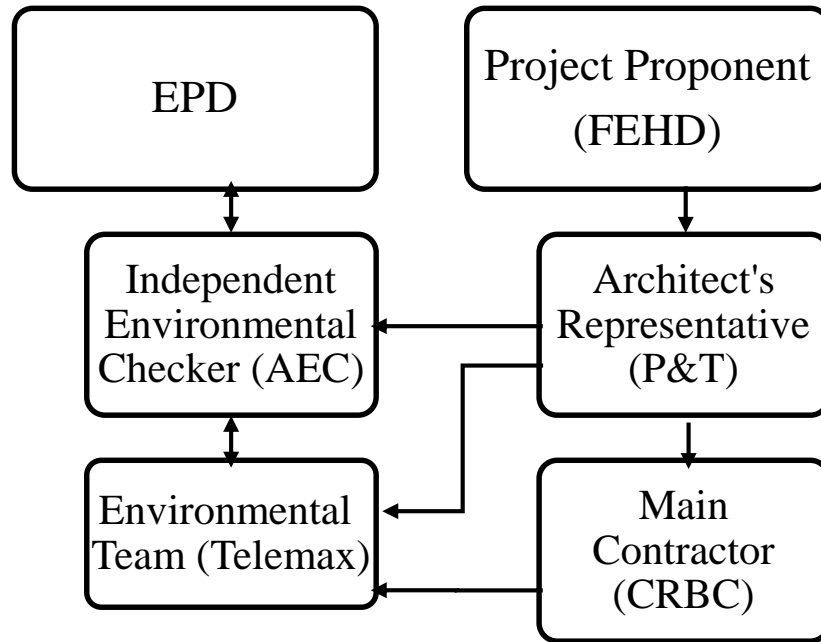 EPD
Project Proponent
(FEHD)
Independent
Environmental
Checker (AEC)
Architect's
Representative
(P&T)
Environmental
Team (Telemax)
Main
Contractor
(CRBC)